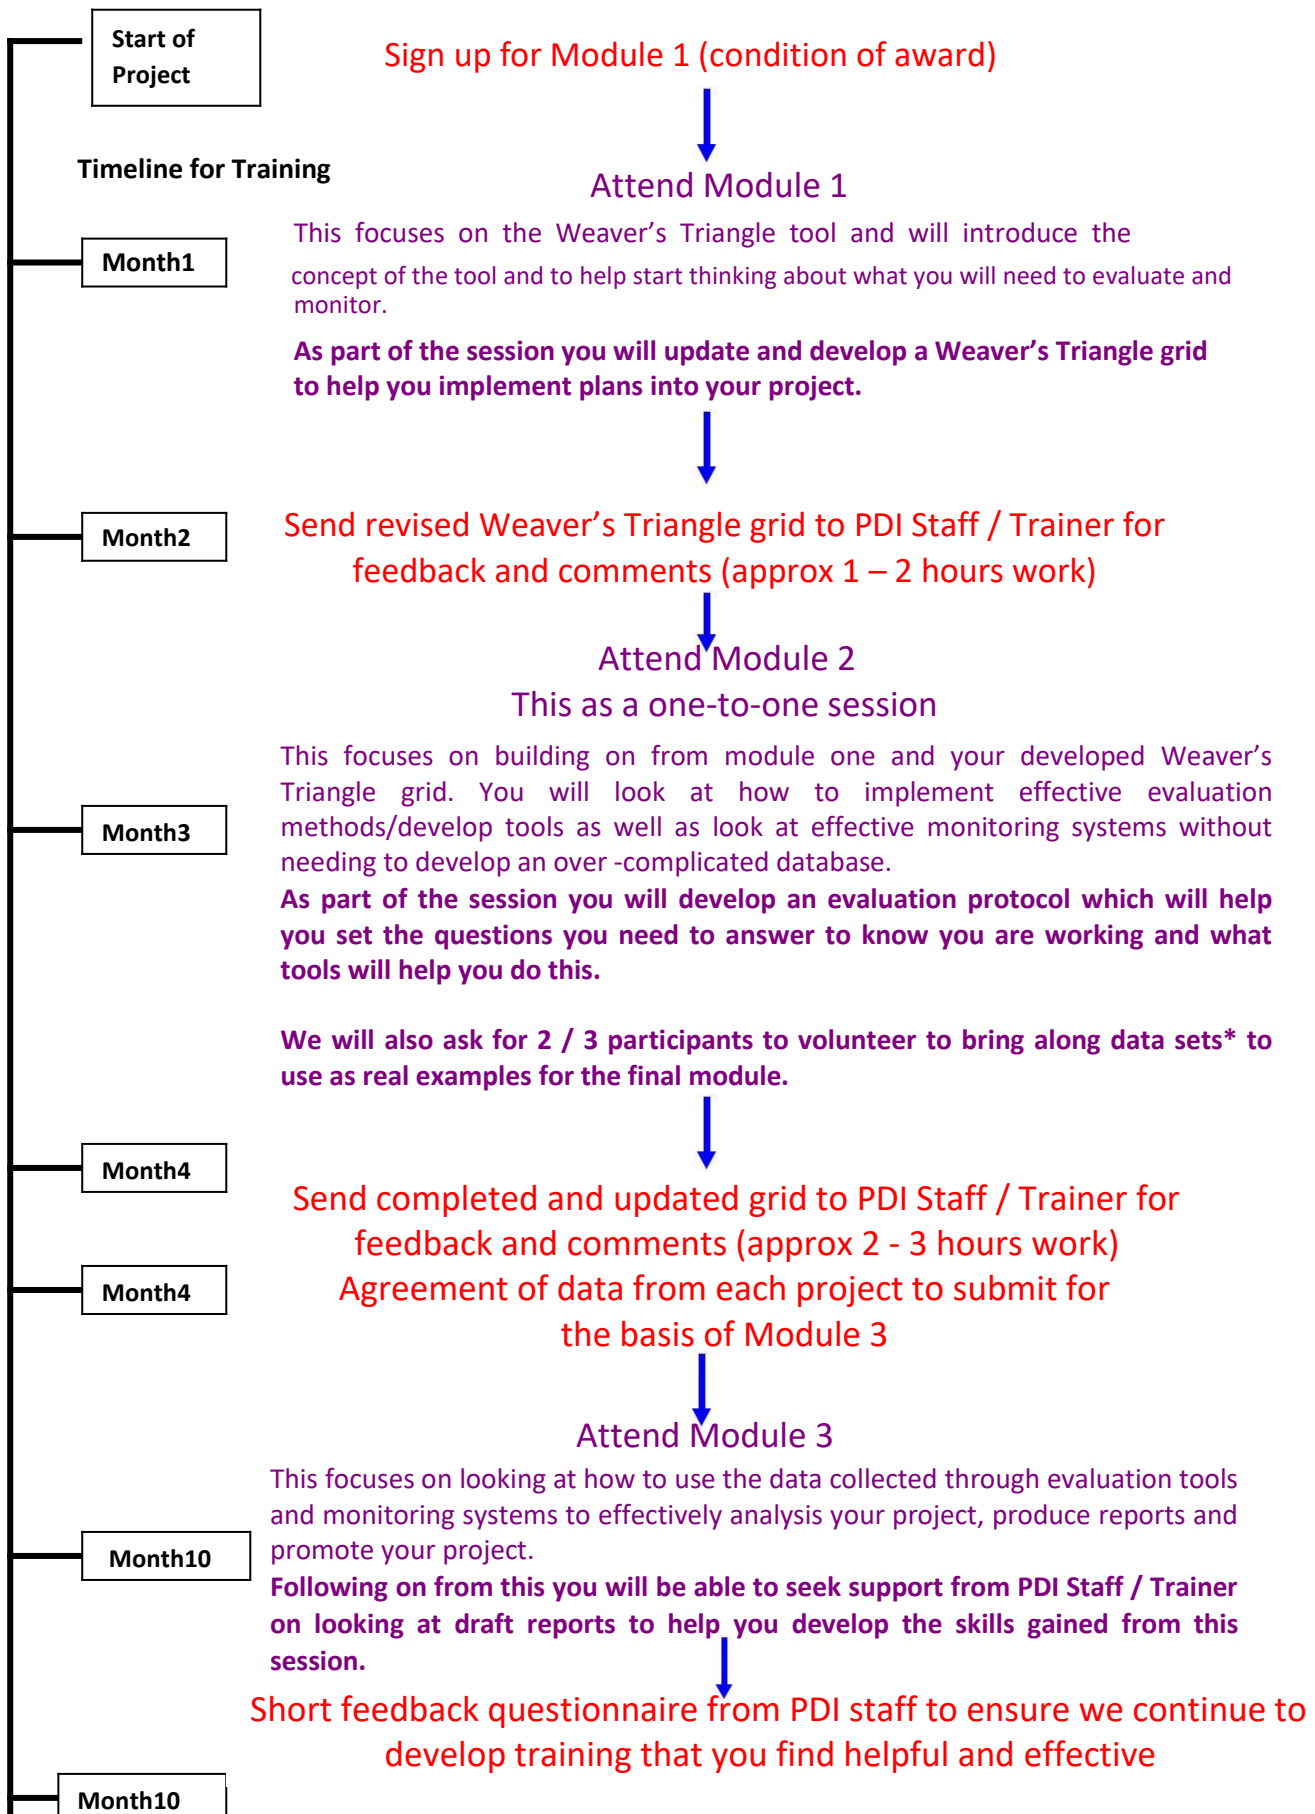 Start of
Project
Sign up for Module 1 (condition of award)
Timeline for Training
Attend Module 1
Month1
This focuses on the Weaver’s Triangle tool and will introduce the
concept of the tool and to help start thinking about what you will need to evaluate and
monitor.
As part of the session you will update and develop a Weaver’s Triangle grid
to help you implement plans into your project.
Month2
Send revised Weaver’s Triangle grid to PDI Staff / Trainer for
feedback and comments (approx 1 – 2 hours work)
Attend Module 2
This as a one-to-one session
Month3
This focuses on building on from module one and your developed Weaver’s
Triangle grid. You will look at how to implement effective evaluation
methods/develop tools as well as look at effective monitoring systems without
needing to develop an over -complicated database.
As part of the session you will develop an evaluation protocol which will help
you set the questions you need to answer to know you are working and what
tools will help you do this.
We will also ask for 2 / 3 participants to volunteer to bring along data sets* to
use as real examples for the final module.
Month4
Send completed and updated grid to PDI Staff / Trainer for
feedback and comments (approx 2 - 3 hours work)
Month4
Agreement of data from each project to submit for
the basis of Module 3
Attend Module 3
Month10
This focuses on looking at how to use the data collected through evaluation tools
and monitoring systems to effectively analysis your project, produce reports and
promote your project.
Following on from this you will be able to seek support from PDI Staff / Trainer
on looking at draft reports to help you develop the skills gained from this
session.
Short feedback questionnaire from PDI staff to ensure we continue to
develop training that you find helpful and effective
Month10